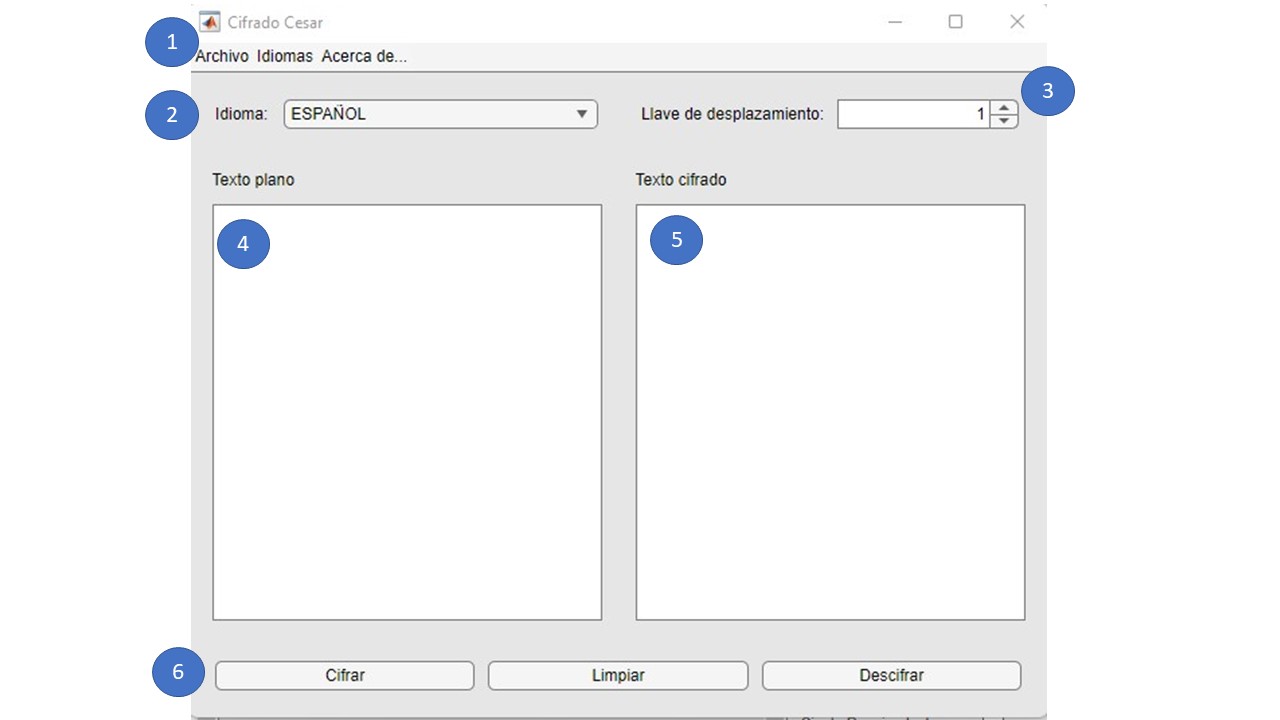 Cifrado Cesar
1
Archivo Idiomas Acerca de...
2
Idioma: ESPAÑOL
Llave de desplazamiento: 1
3
Texto plano
Texto cifrado
4
5
6
Cifrar
Limpiar
Descifrar